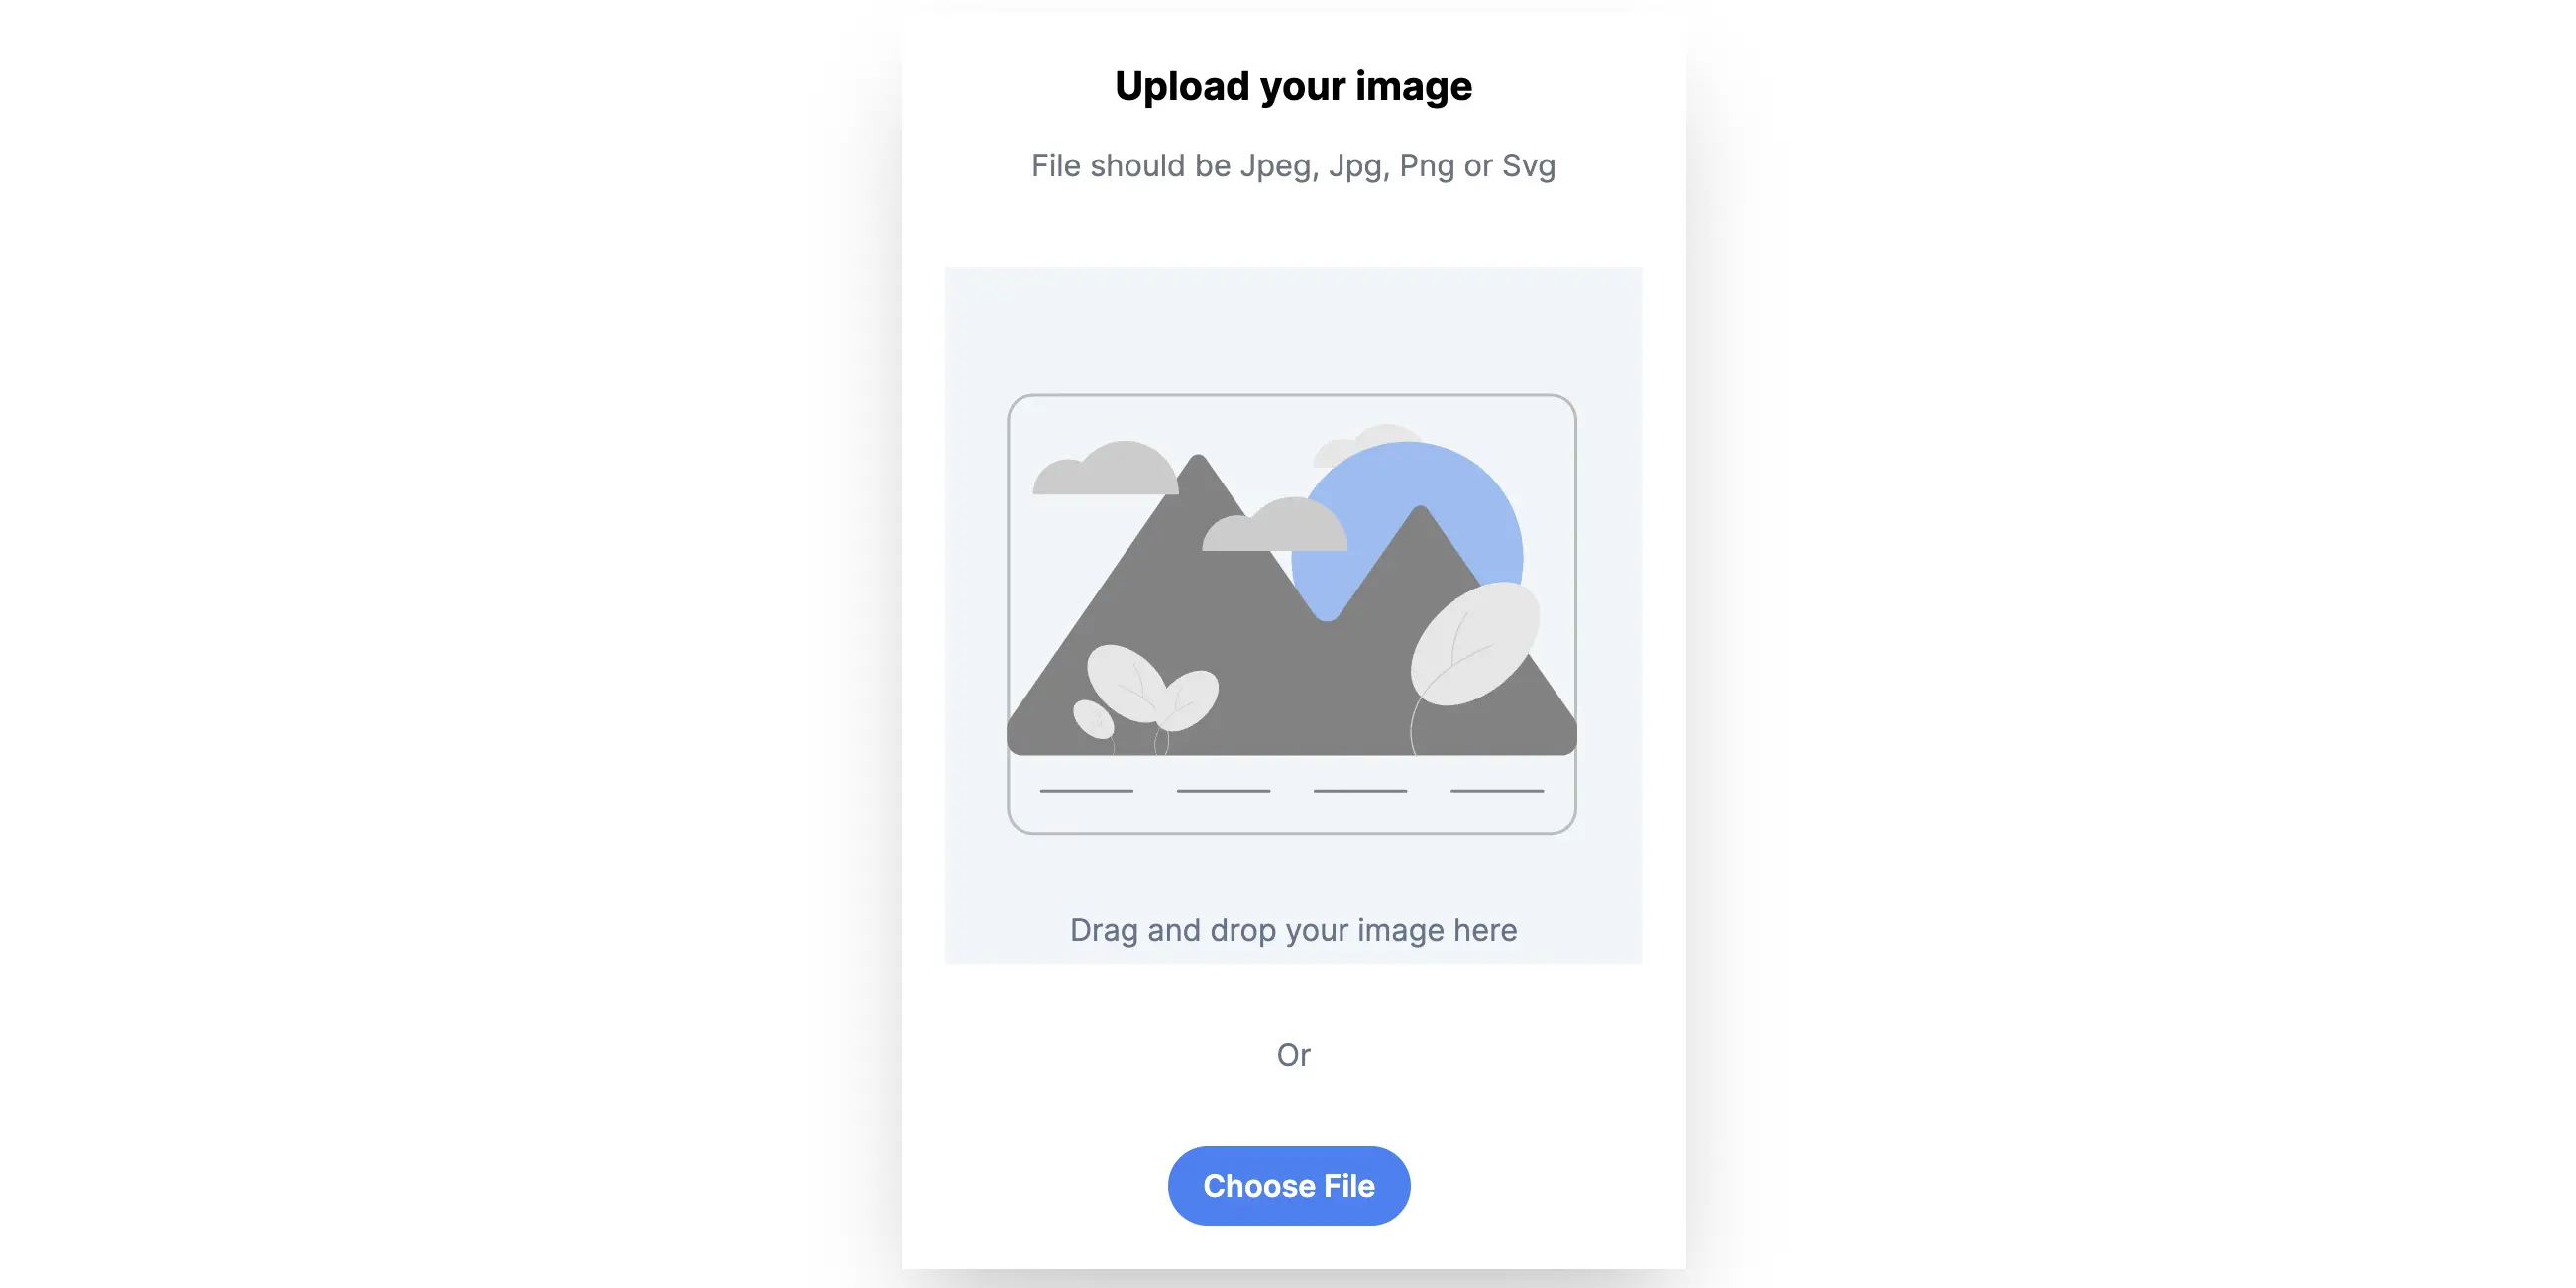 Upload your image
File should be Jpeg, Jpg, Png or Svg
Drag and drop your image here
Or
Choose File